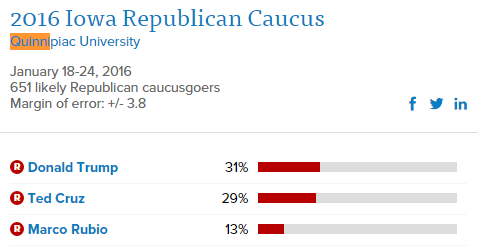 2016 Iowa Republican Caucus
Quinnipiac University
January 18-24, 2016
651 likely Republican caucusgoers
Margin of error: +/- 3.8
R Donald Trump 31%
R Ted Cruz 29%
R Marco Rubio 13%